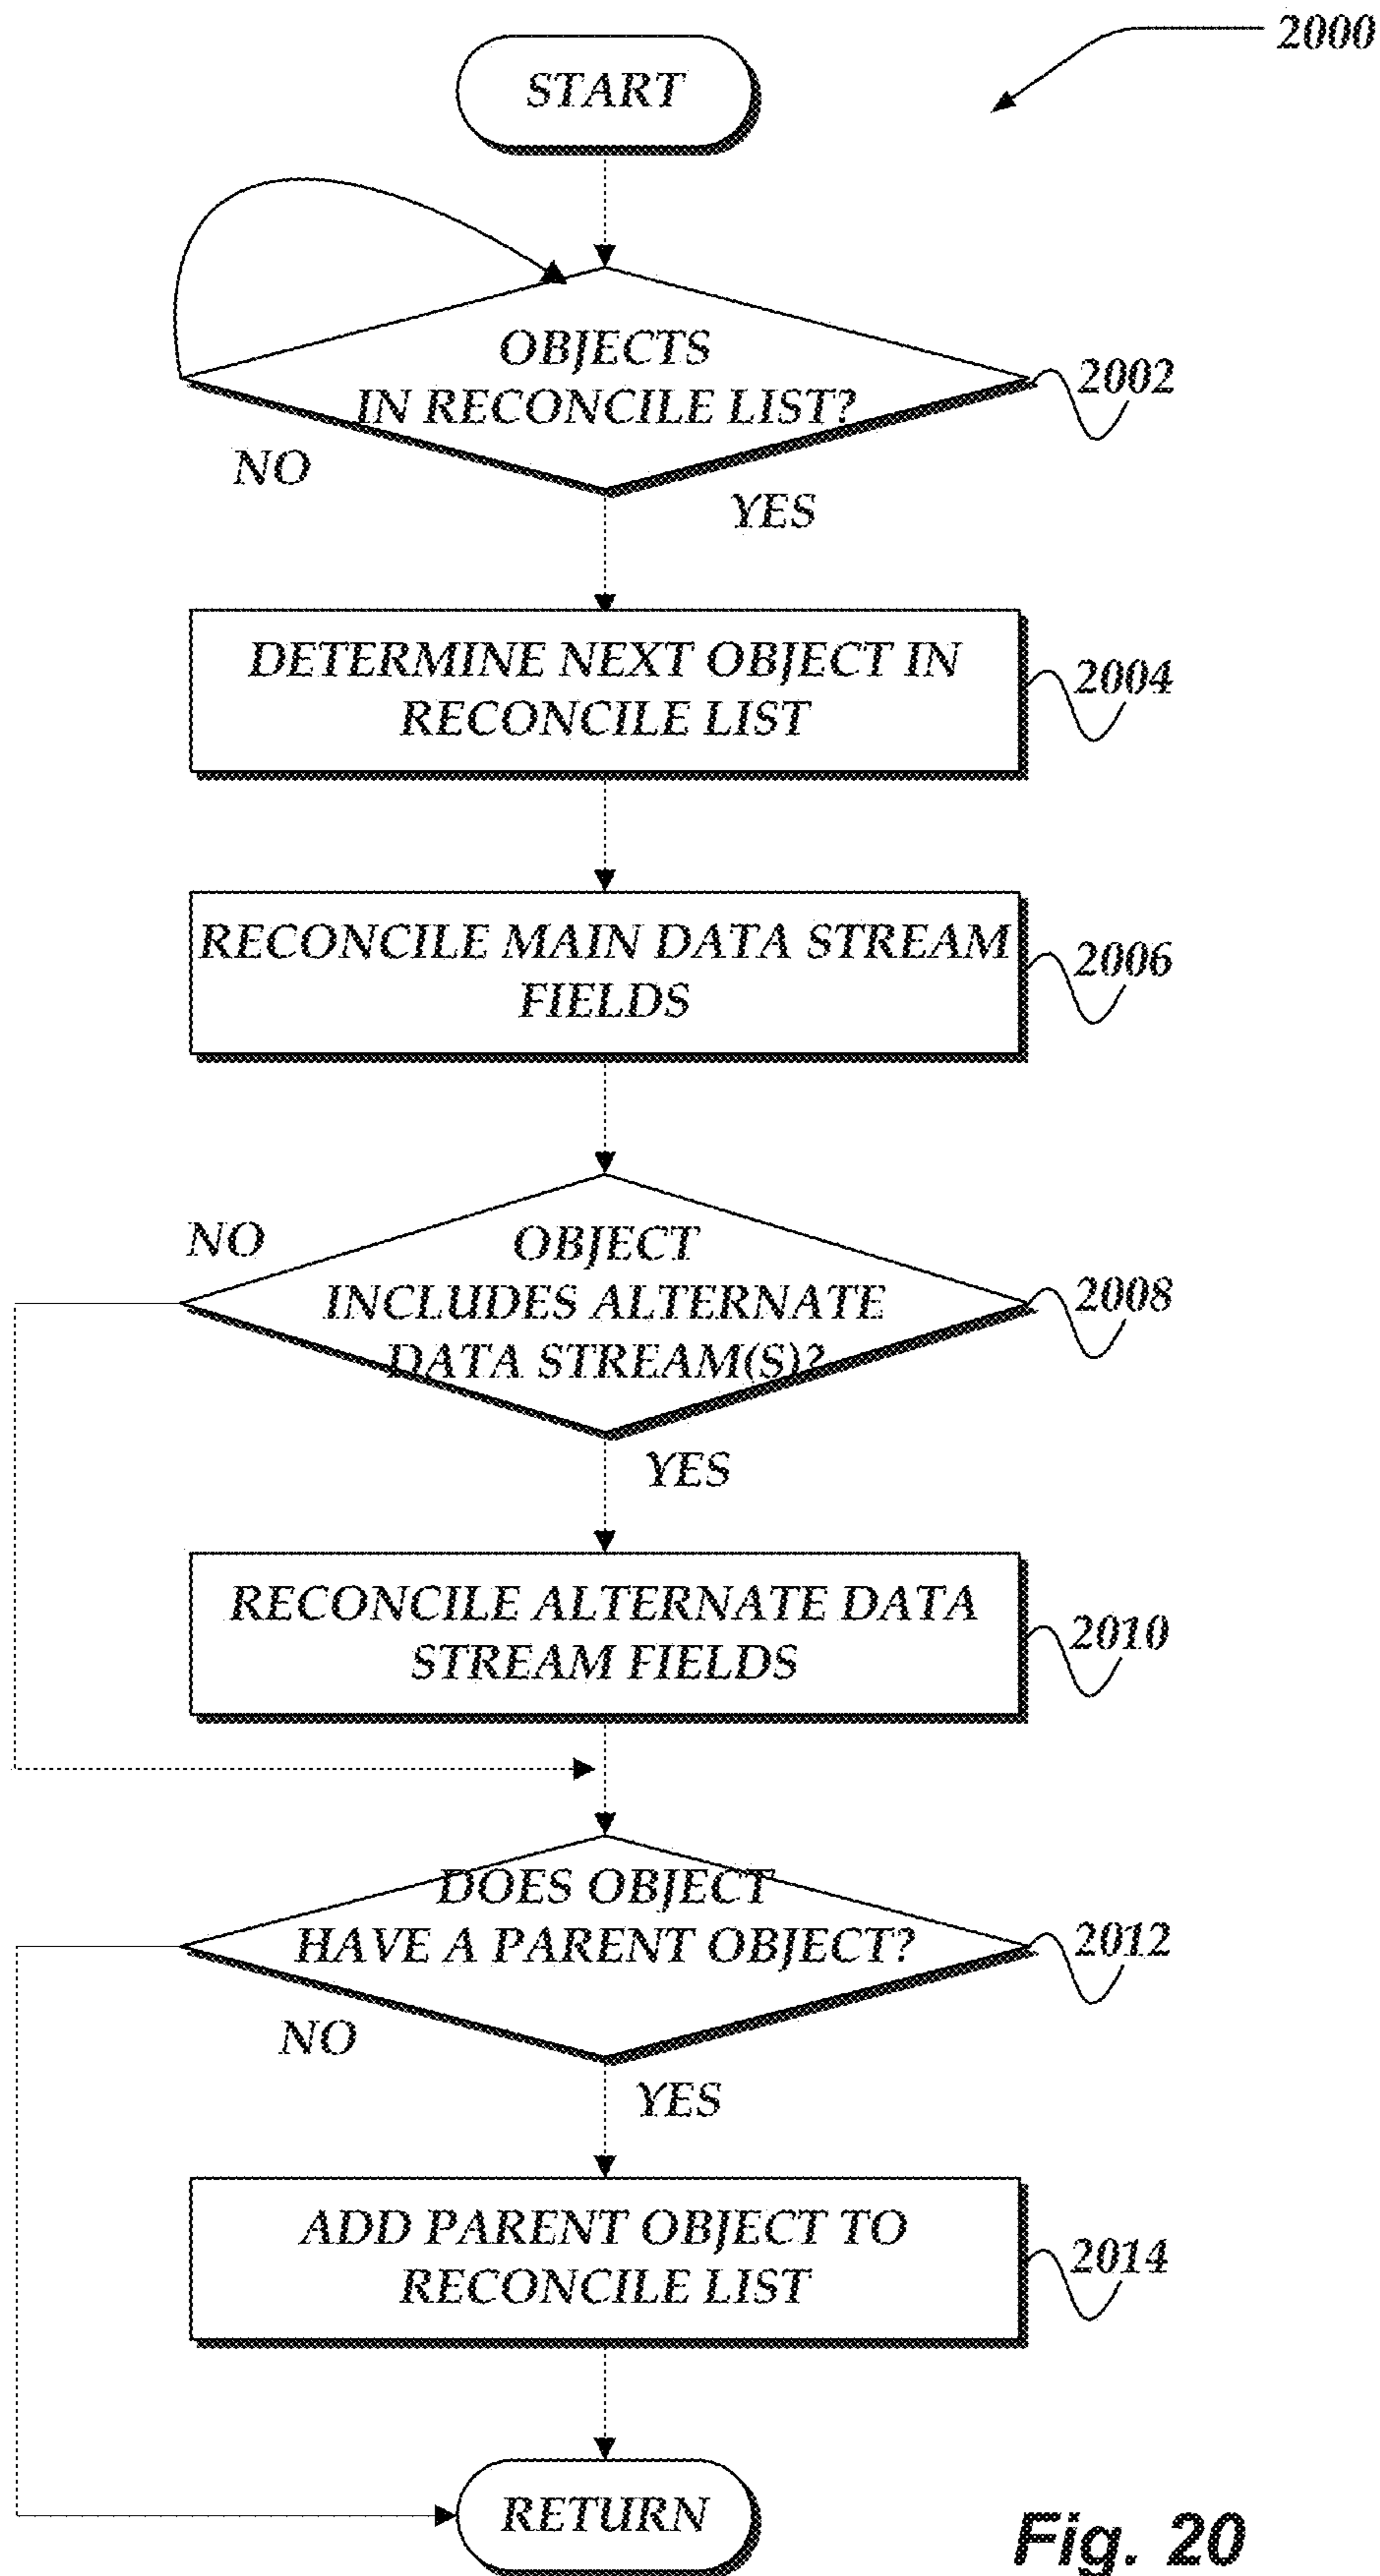 2000
START
OBJECTS
IN RECONCILE LIST?
2002
NO
YES
DETERMINE NEXT OBJECT IN
RECONCILE LIST
2004
RECONCILE MAIN DATA STREAM
FIELDS
2006
NO
OBJECT
INCLUDES ALTERNATE
DATA STREAM(S)?
2008
YES
RECONCILE ALTERNATE DATA
STREAM FIELDS
2010
DOES OBJECT
HAVE A PARENT OBJECT?
2012
NO
YES
ADD PARENT OBJECT TO
RECONCILE LIST
2014
RETURN
Fig. 20